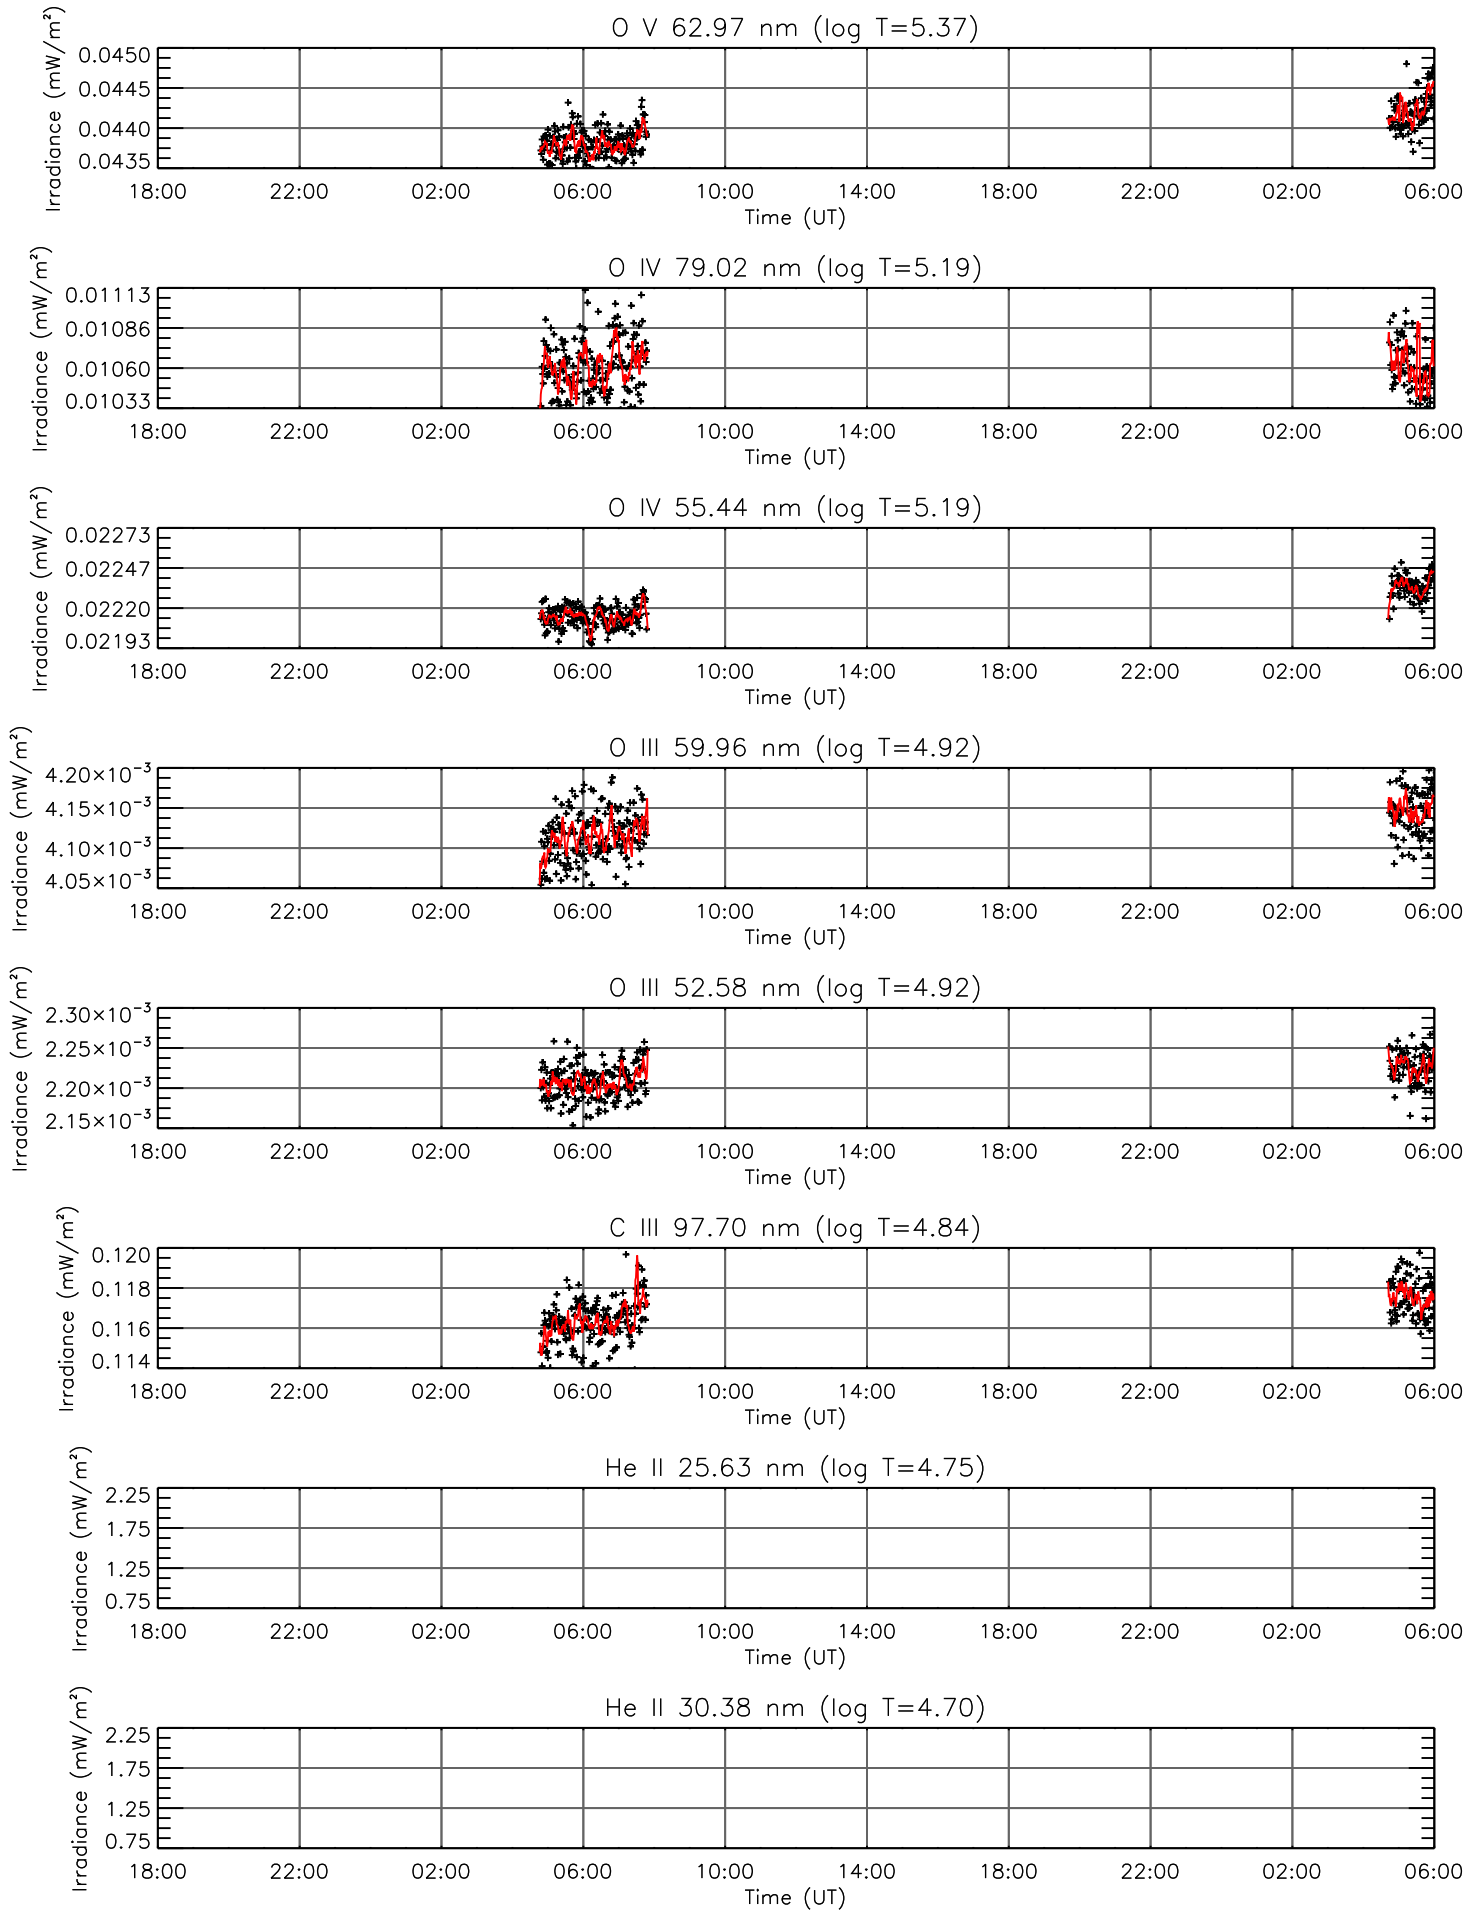 O V 62.97 nm (log T=5.37)
Irradiance (mW/m²)
0.0450
0.0445
0.0440
0.0435
18:00 22:00 02:00 06:00 10:00 14:00 18:00 22:00 02:00 06:00
Time (UT)
O IV 79.02 nm (log T=5.19)
Irradiance (mW/m²)
0.01113
0.01086
0.01060
0.01033
18:00 22:00 02:00 06:00 10:00 14:00 18:00 22:00 02:00 06:00
Time (UT)
O IV 55.44 nm (log T=5.19)
Irradiance (mW/m²)
0.02273
0.02247
0.02220
0.02193
18:00 22:00 02:00 06:00 10:00 14:00 18:00 22:00 02:00 06:00
Time (UT)
O III 59.96 nm (log T=4.92)
Irradiance (mW/m²)
4.20×10⁻³
4.15×10⁻³
4.10×10⁻³
4.05×10⁻³
18:00 22:00 02:00 06:00 10:00 14:00 18:00 22:00 02:00 06:00
Time (UT)
O III 52.58 nm (log T=4.92)
Irradiance (mW/m²)
2.30×10⁻³
2.25×10⁻³
2.20×10⁻³
2.15×10⁻³
18:00 22:00 02:00 06:00 10:00 14:00 18:00 22:00 02:00 06:00
Time (UT)
C III 97.70 nm (log T=4.84)
Irradiance (mW/m²)
0.120
0.118
0.116
0.114
18:00 22:00 02:00 06:00 10:00 14:00 18:00 22:00 02:00 06:00
Time (UT)
He II 25.63 nm (log T=4.75)
Irradiance (mW/m²)
2.25
1.75
1.25
0.75
18:00 22:00 02:00 06:00 10:00 14:00 18:00 22:00 02:00 06:00
Time (UT)
He II 30.38 nm (log T=4.70)
Irradiance (mW/m²)
2.25
1.75
1.25
0.75
18:00 22:00 02:00 06:00 10:00 14:00 18:00 22:00 02:00 06:00
Time (UT)